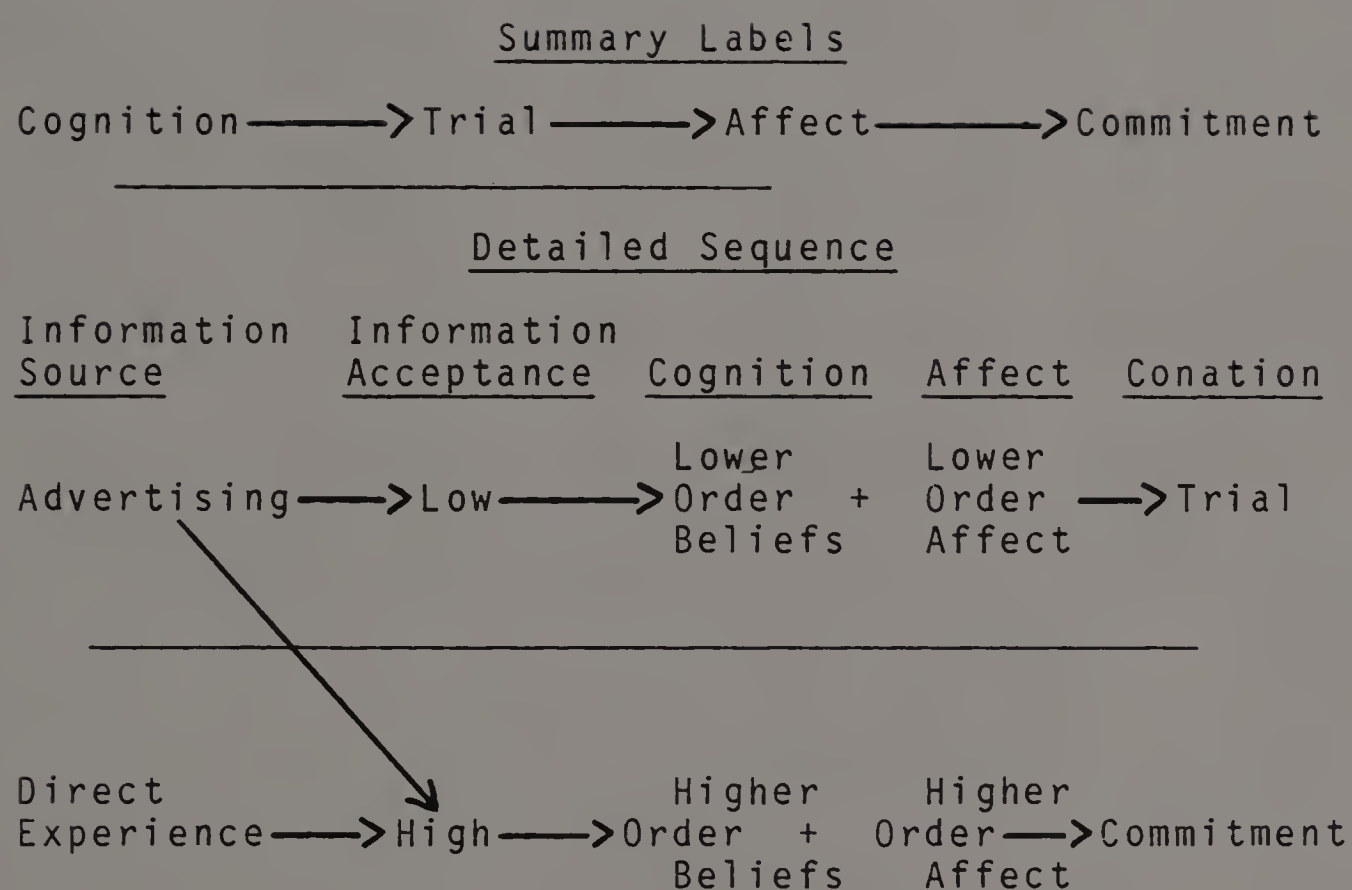 Summary Labels
Cognition Trial Affect Commitment
Detailed Sequence
Information Information
Source Acceptance Cognition Affect Conation
Lower Lower
Advertising Low Order + Order Trial
Beliefs Affect
Direct Higher Higher
Experience High Order + Order Commitment
Beliefs Affect